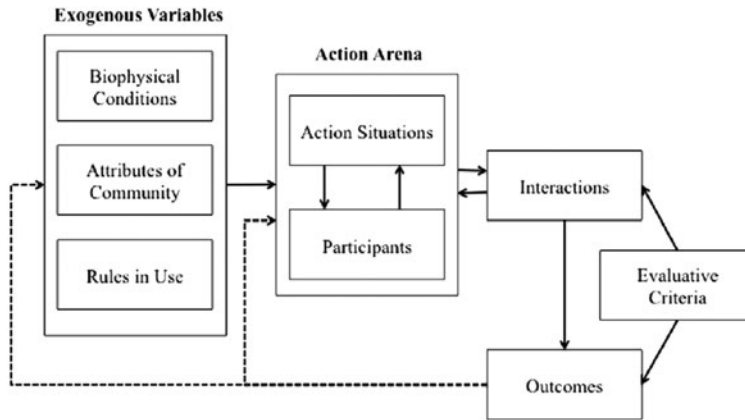 Exogenous Variables
Biophysical
Conditions
Attributes of
Community
Rules in Use
Action Arena
Action Situations
Participants
Interactions
Evaluative
Criteria
Outcomes